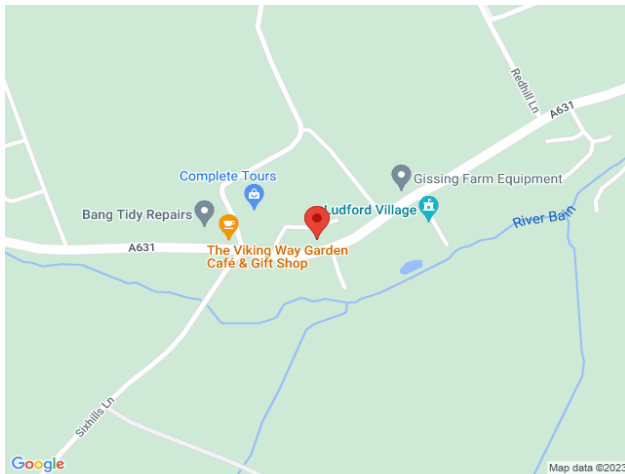 Redhill Ln
A631
Complete Tours
Gissing Farm Equipment
Bang Tidy Repairs
Ludford Village
River Bain
A631
The Viking Way Garden
Café & Gift Shop
Sixhills Ln
Google
Map data ©2023